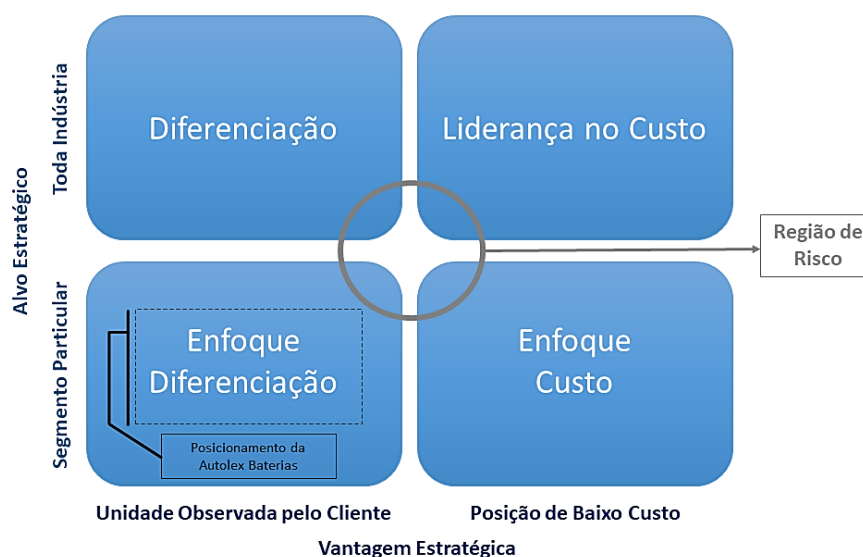 Alvo Estratégico
Toda Indústria
Diferenciação
Liderança no Custo
Região de
Risco
Segmento Particular
Enfoque
Diferenciação
Enfoque
Custo
Posicionamento da
Autolex Baterias
Unidade Observada pelo Cliente
Posição de Baixo Custo
Vantagem Estratégica